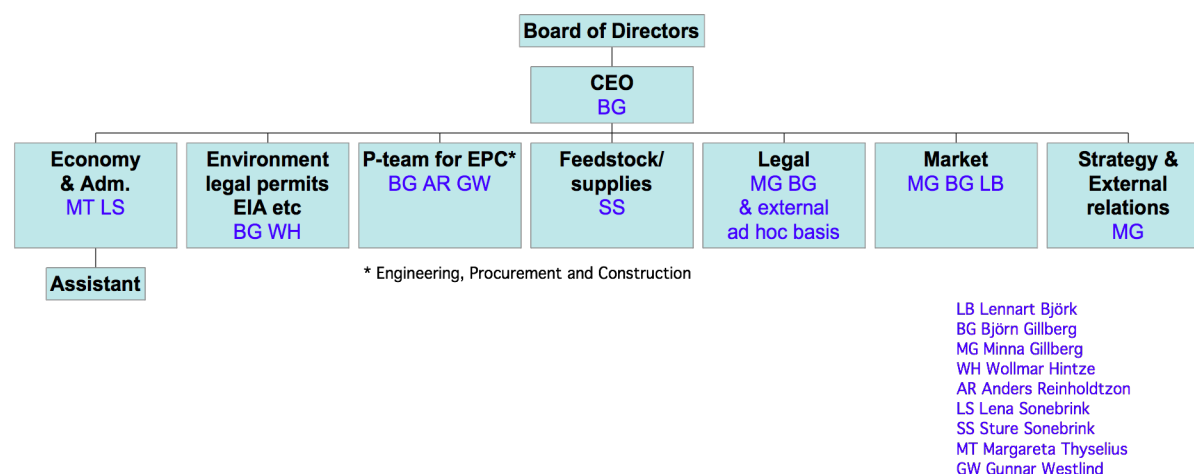 Board of Directors
CEO
BG
Economy
& Adm.
MT LS
Environment
legal permits
EIA etc
BG WH
P-team for EPC*
BG AR GW
Feedstock/
supplies
SS
Legal
MG BG
& external
ad hoc basis
Market
MG BG LB
Strategy &
External
relations
MG
Assistant
* Engineering, Procurement and Construction
LB Lennart Björk
BG Björn Gillberg
MG Minna Gillberg
WH Wollmar Hintze
AR Anders Reinholdtzon
LS Lena Sonebrink
SS Sture Sonebrink
MT Margareta Thyselius
GW Gunnar Westlind